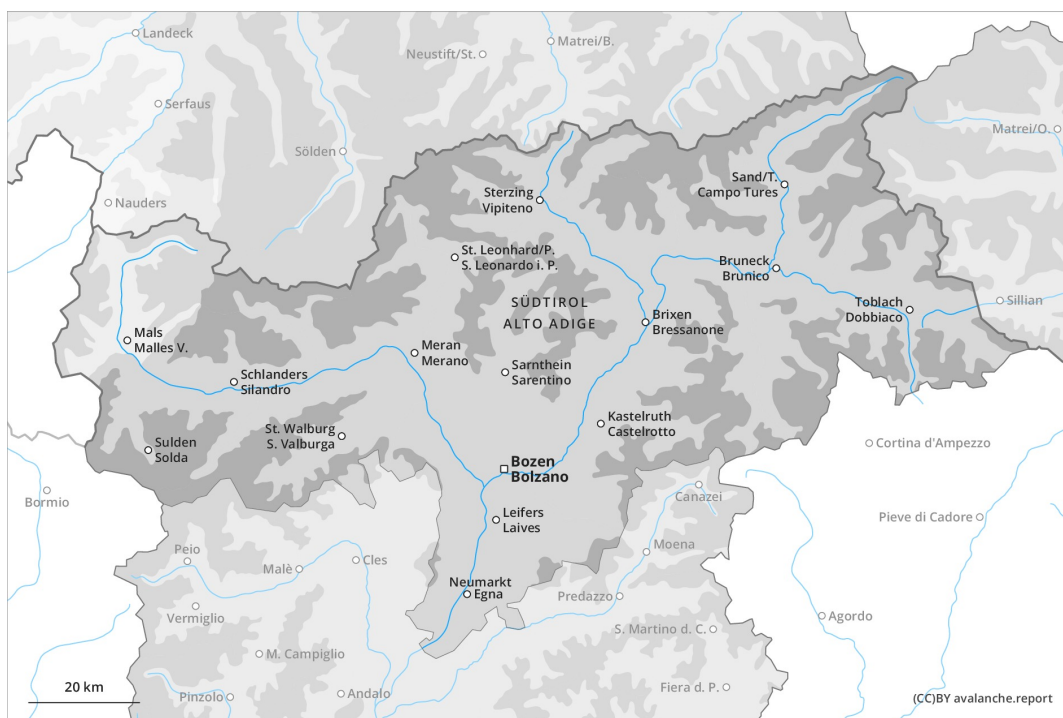 Landeck
Matrei/B.
Neustift/St.
Serfaus
Matrei/O.
Sölden
Sand/T.
Campo Tures
Sterzing
Vipiteno
Nauders
St. Leonhard/P.
S. Leonardo i. P.
Bruneck
Brunico
SÜDTIROL
ALTO ADIGE
Toblach
Dobbiaco
Sillian
Brixen
Bressanone
Mals
Malles V.
Meran
Merano
Sarnthein
Sarentino
Schlanders
Silandro
Kastelruth
Castelrotto
St. Walburg
S. Valburga
Sulden
Solda
Cortina d'Ampezzo
Bozen
Bolzano
Bormio
Canazei
Leifers
Laives
Pieve di Cadore
Peio
Moena
Cles
Malè
Neumarkt
Egna
Predazzo
Vermiglio
Agordo
S. Martino d. C.
M. Campiglio
20 km
Pinzolo
Andalo
Fiera d. P.
(CC)BY avalanche.report